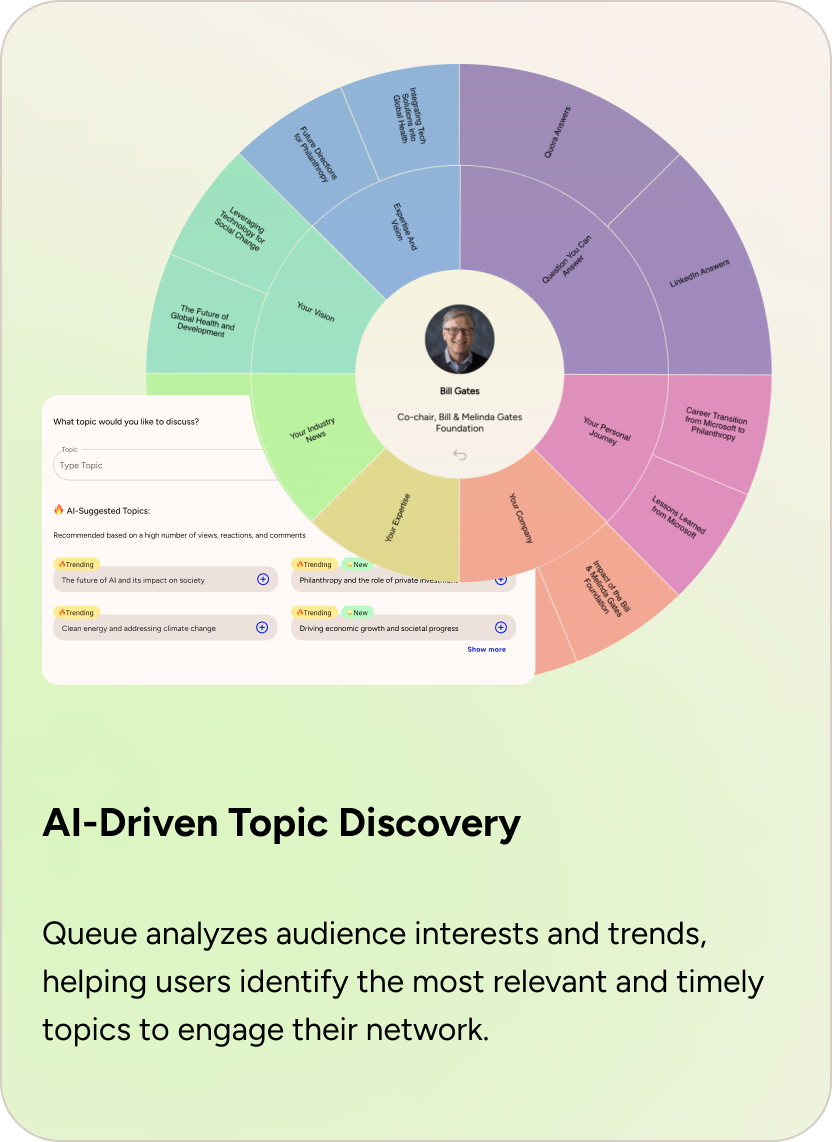 Integrating Tech
Solutions into
Global Health
Future Directions
for Philanthropy
Quora Answers
Leveraging
Technology for
Social Change
Expertise And
Vision
Question You Can
Answer
LinkedIn Answers
The Future of
Global Health and
Development
Your Vision
Bill Gates
Co-chair, Bill & Melinda Gates
Foundation
Your Industry
News
Your Personal
Journey
Career Transition
from Microsoft to
Philanthropy
Your Expertise
Your Company
Lessons Learned
from Microsoft
Impact of the Bill
& Melinda Gates
Foundation
What topic would you like to discuss?
Topic
Type Topic
🔥 AI-Suggested Topics:
Recommended based on a high number of views, reactions, and comments
🔥Trending
The future of AI and its impact on society
🔥Trending
New
Philanthropy and the role of private investment
🔥Trending
Clean energy and addressing climate change
🔥Trending
New
Driving economic growth and societal progress
Show more
AI-Driven Topic Discovery
Queue analyzes audience interests and trends,
helping users identify the most relevant and timely
topics to engage their network.